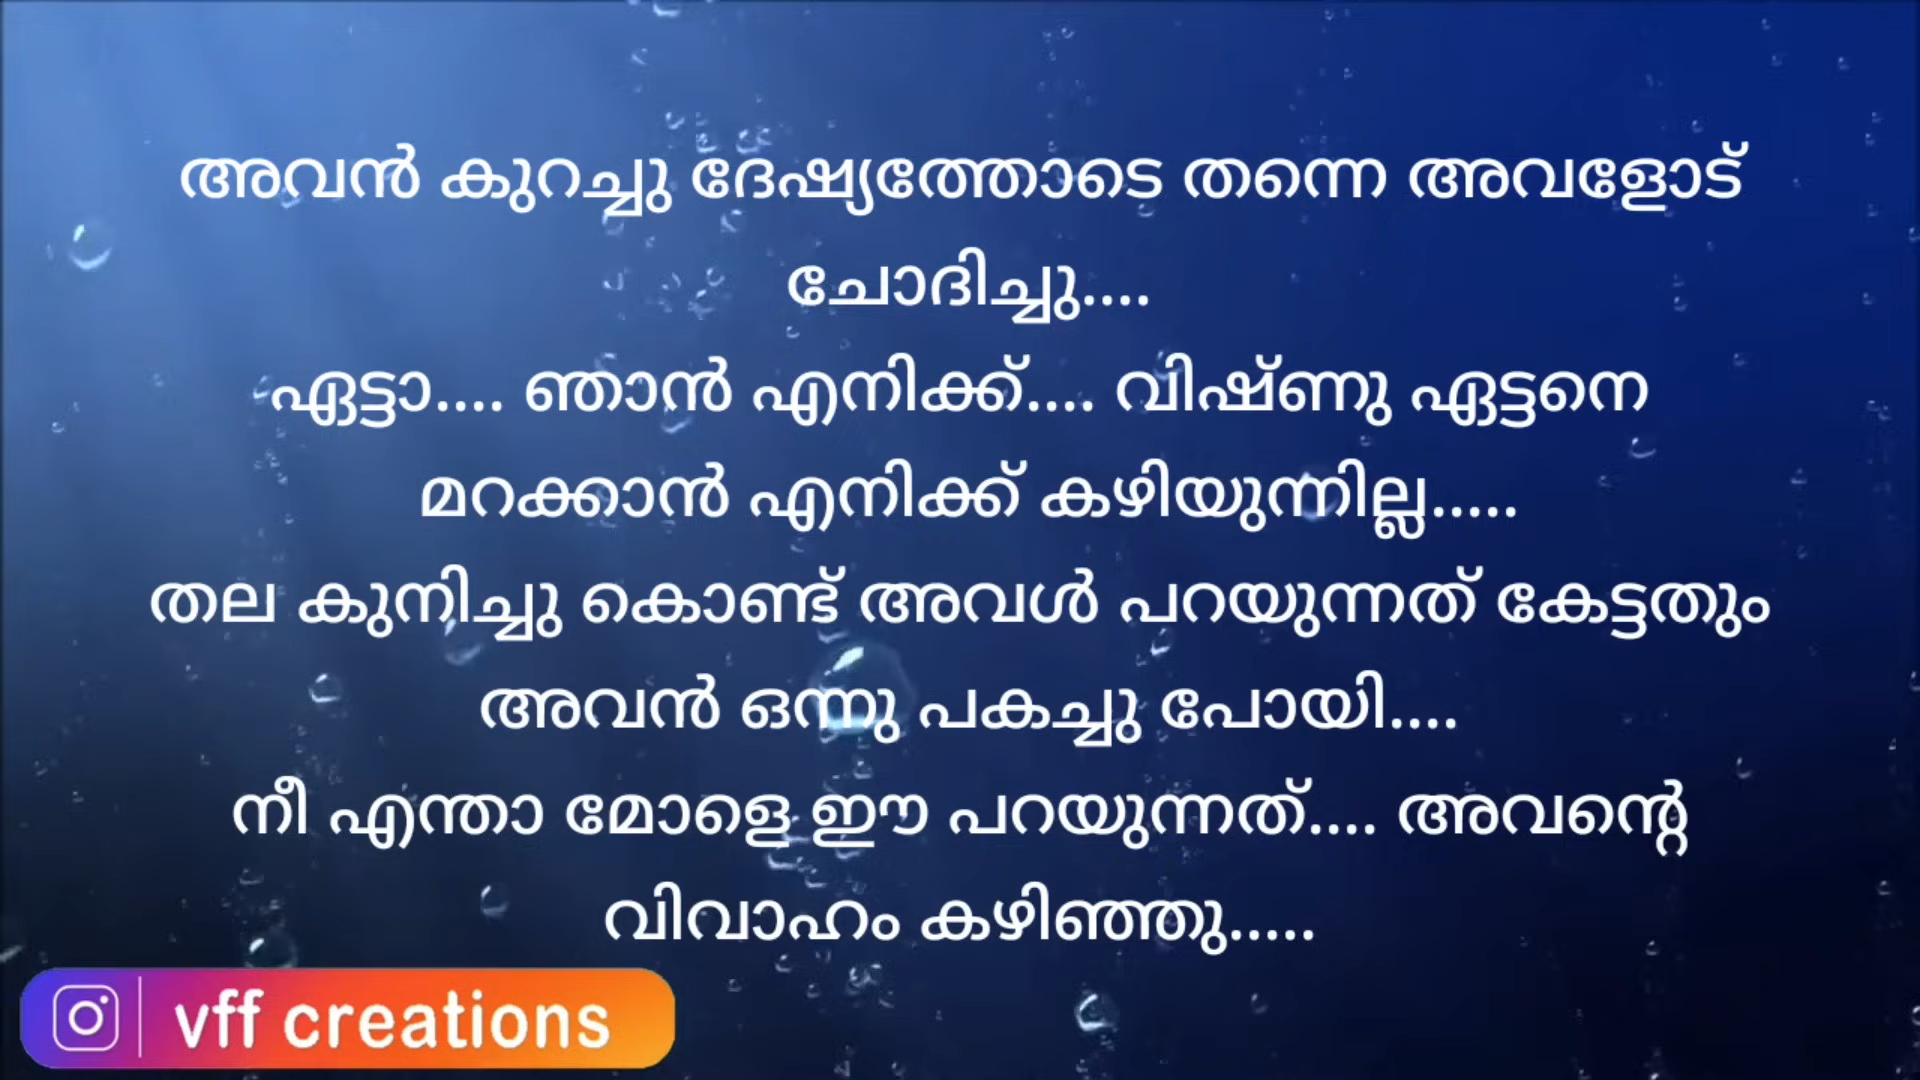 അവൻ കുറച്ചു ദേഷ്യത്തോടെ തന്നെ അവളോട്
ചോദിച്ചു....
ഏട്ടാ.... ഞാൻ എനിക്ക്.... വിഷ്ണു ഏട്ടനെ
മറക്കാൻ എനിക്ക് കഴിയുന്നില്ല.....
തല കുനിച്ചു കൊണ്ട് അവൾ പറയുന്നത് കേട്ടതും
അവൻ ഒന്നു പകച്ചു പോയി....
നീ എന്താ മോളെ ഈ പറയുന്നത്.... അവന്റെ
വിവാഹം കഴിഞ്ഞു.....
vff creations